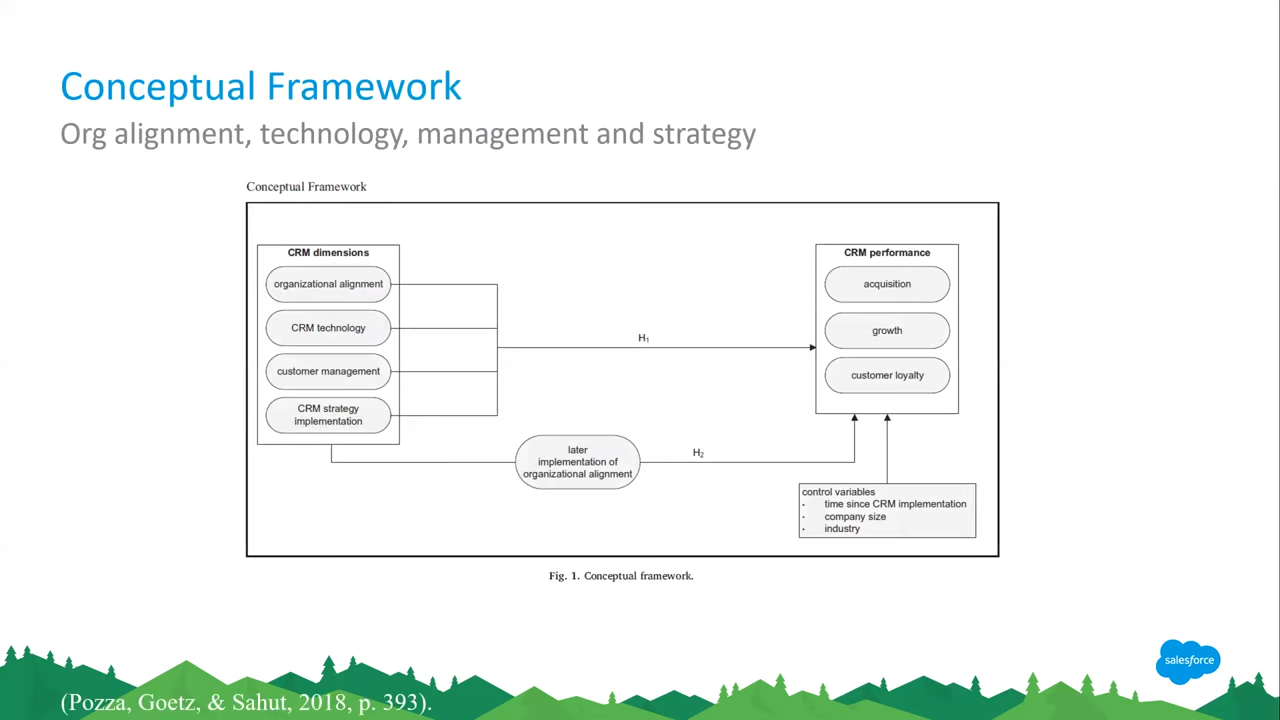 Conceptual Framework
Org alignment, technology, management and strategy
Conceptual Framework
CRM dimensions
organizational alignment
CRM technology
customer management
CRM strategy
implementation
H1
later
implementation of
organizational alignment
H2
CRM performance
acquisition
growth
customer loyalty
control variables
· time since CRM implementation
· company size
· industry
Fig. 1. Conceptual framework.
salesforce
(Pozza, Goetz, & Sahut, 2018, p. 393).